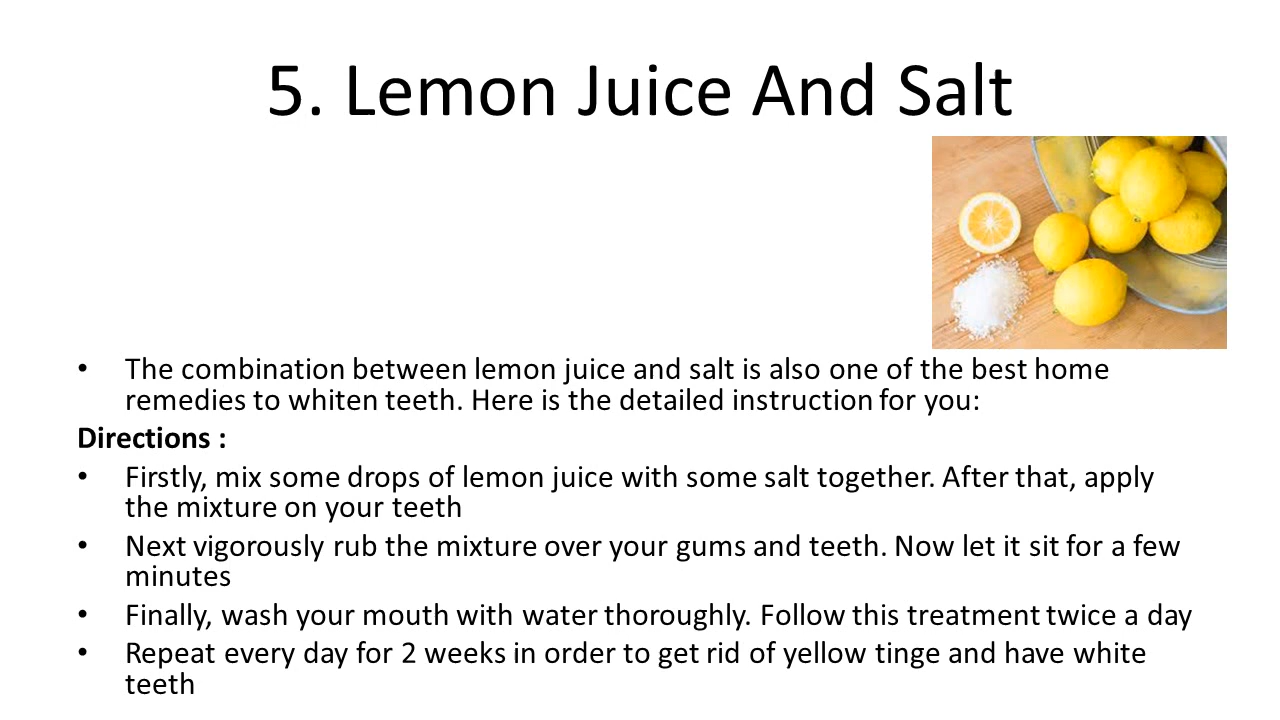 5. Lemon Juice And Salt
• The combination between lemon juice and salt is also one of the best home
remedies to whiten teeth. Here is the detailed instruction for you:
Directions :
• Firstly, mix some drops of lemon juice with some salt together. After that, apply
the mixture on your teeth
• Next vigorously rub the mixture over your gums and teeth. Now let it sit for a few
minutes
• Finally, wash your mouth with water thoroughly. Follow this treatment twice a day
• Repeat every day for 2 weeks in order to get rid of yellow tinge and have white
teeth